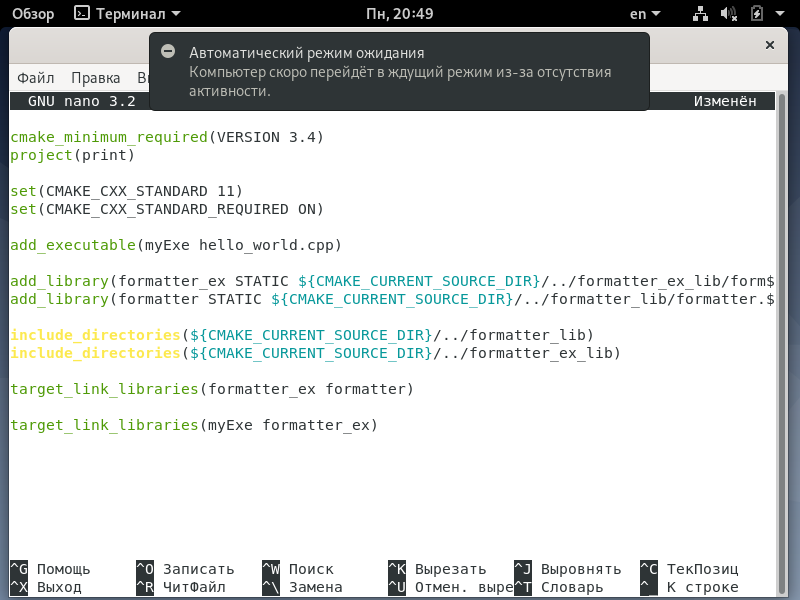 Обзор Терминал Пн, 20:49 en
Автоматический режим ожидания
Компьютер скоро перейдёт в ждущий режим из-за отсутствия
активности.
Файл Правка
GNU nano 3.2 Изменён
cmake_minimum_required(VERSION 3.4)
project(print)
set(CMAKE_CXX_STANDARD 11)
set(CMAKE_CXX_STANDARD_REQUIRED ON)
add_executable(myExe hello_world.cpp)
add_library(formatter_ex STATIC ${CMAKE_CURRENT_SOURCE_DIR}/../formatter_ex_lib/form$
add_library(formatter STATIC ${CMAKE_CURRENT_SOURCE_DIR}/../formatter_lib/formatter.$
include_directories(${CMAKE_CURRENT_SOURCE_DIR}/../formatter_lib)
include_directories(${CMAKE_CURRENT_SOURCE_DIR}/../formatter_ex_lib)
target_link_libraries(formatter_ex formatter)
target_link_libraries(myExe formatter_ex)
^G Помощь ^O Записать ^W Поиск ^K Вырезать ^J Выровнять ^C ТекПозиц
^X Выход ^R ЧитФайл ^\ Замена ^U Отмен. выре ^T Словарь ^_ К строке